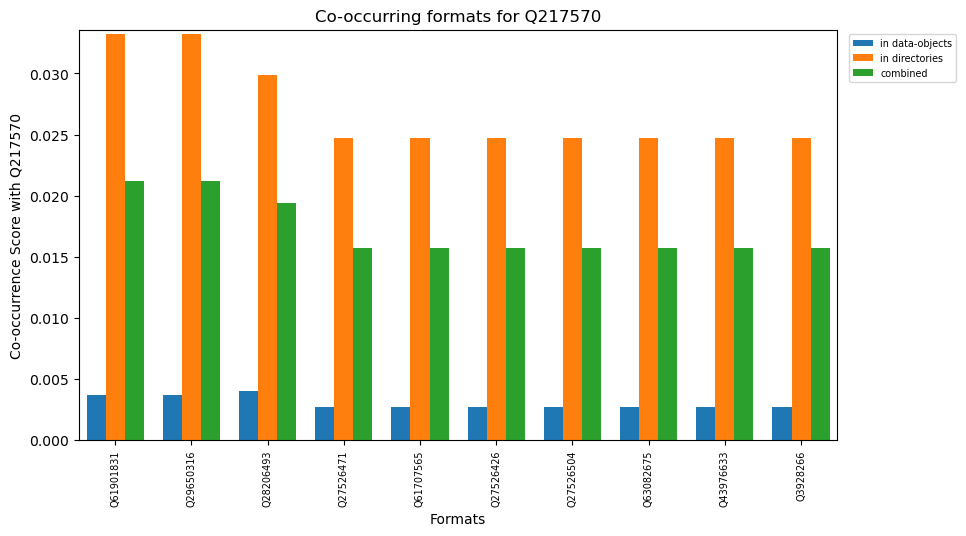 Co-occurring formats for Q217570
in data-objects
in directories
combined
Co-occurrence Score with Q217570
0.030
0.025
0.020
0.015
0.010
0.005
0.000
Q61901831
Q29650316
Q28206493
Q27526471
Q61707565
Q27526426
Q27526504
Q63082675
Q43976633
Q3928266
Formats